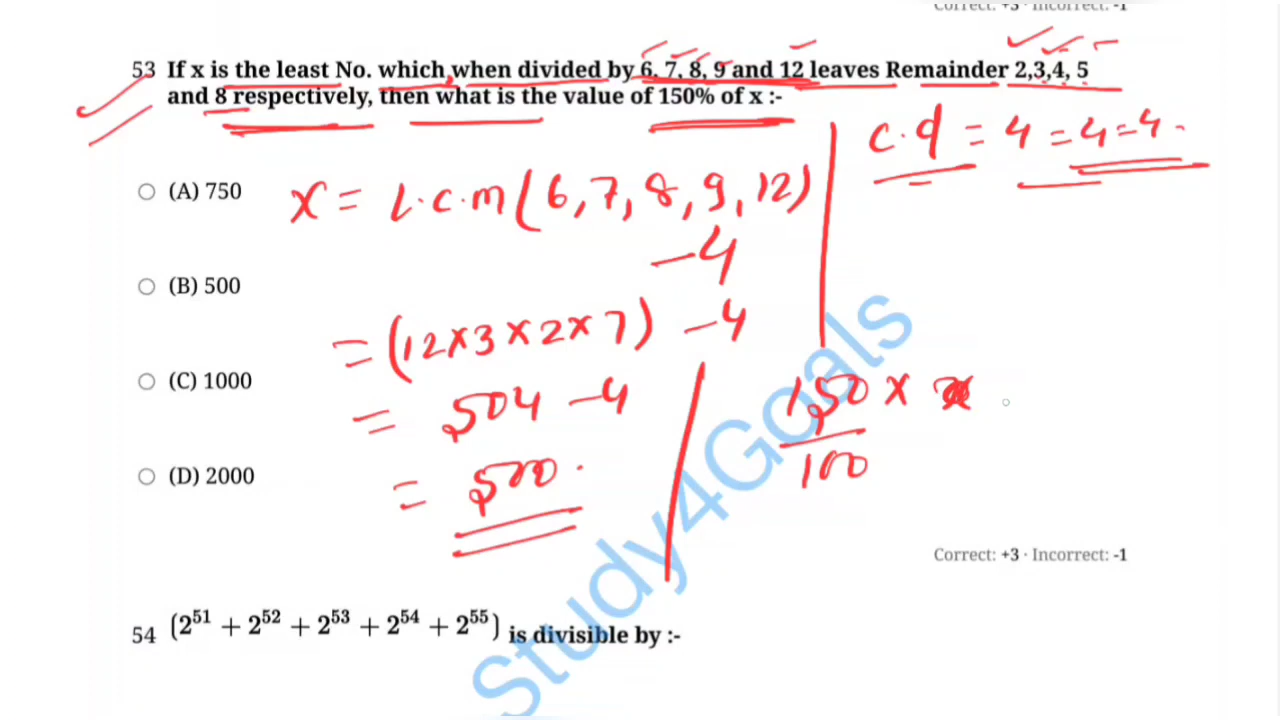 Correct: +3 · Incorrect: -1
53 If x is the least No. which,when divided by 6, 7, 8, 9 and 12 leaves Remainder 2,3,4, 5
and 8 respectively, then what is the value of 150% of x :-
c.d = 4 = 4 = 4 -
(A) 750
x = L.c.m (6, 7, 8, 9, 12)
-4
(B) 500
= (12 x 3 x 2 x 7) - 4
(C) 1000
= 504 - 4
150 x x
100
(D) 2000
= 500.
Study4Goals
Correct: +3 · Incorrect: -1
54 (2^51 + 2^52 + 2^53 + 2^54 + 2^55) is divisible by :-